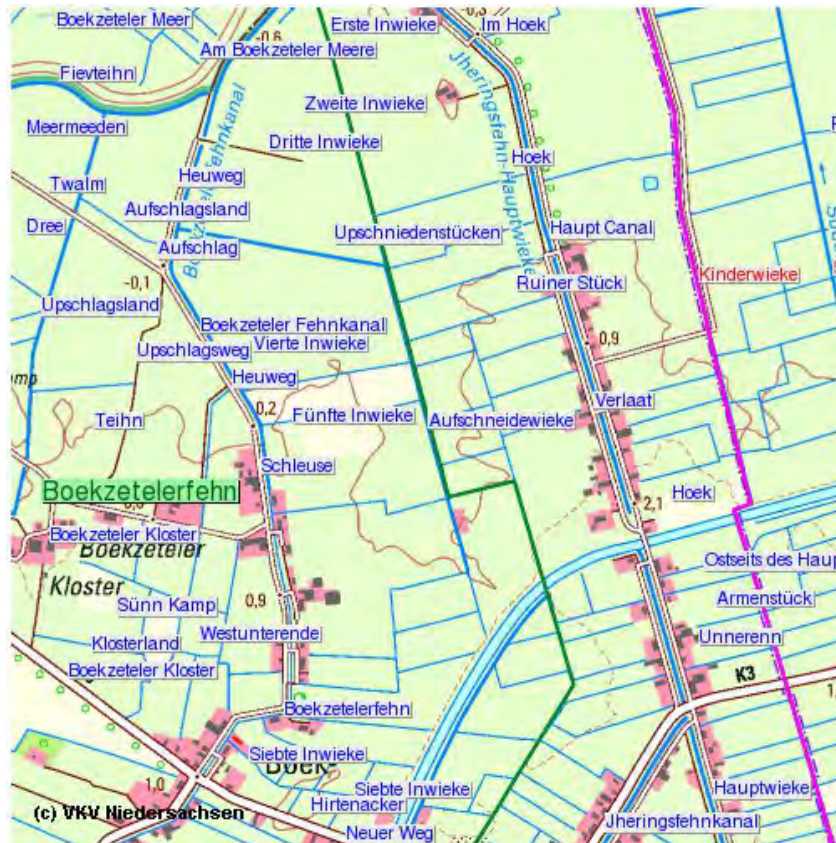 Boekzeteler Meer
Erste Inwieke
-0,3
Im Hoek
-0,6
Am Boekzeteler Meere
Fievteihn
Zweite Inwieke
Jheringsfehn-Hauptwieke
Meermeeden
Dritte Inwieke
Hoek
Heuweg
Twalm
Aufschlagsland
Dree
Aufschlag
Upschniedenstücken
Haupt Canal
Kinderwieke
-0,1
Ruiner Stück
Upschlagsland
Boekzeteler Fehnkanal
Vierte Inwieke
Upschlagsweg
0,9
Heuweg
Verlaat
Teihn
0,2
Fünfte Inwieke
Aufschneidewieke
Schleuse
Boekzetelerfehn
Hoek
2,1
Boekzeteler Kloster
Boekzeteler
Kloster
Ostseits des Haup
Sünn Kamp
0,9
Armenstück
Westunterende
Unnerenn
Klosterland
Boekzeteler Kloster
K3
Boekzetelerfehn
Siebte Inwieke
Boek-
1,0
Siebte Inwieke
Hauptwieke
Hirtenacker
(c) VKV Niedersachsen
Jheringsfehnkanal
Neuer Weg